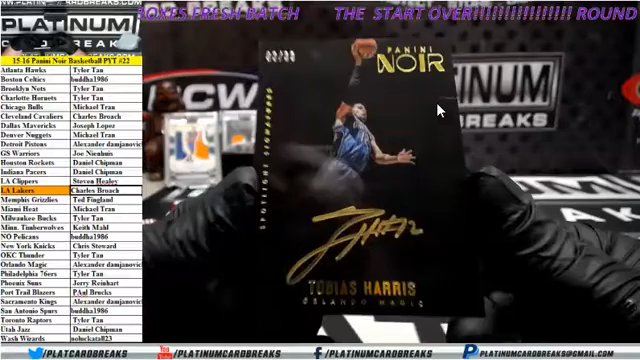 BOXES FRESH BATCH THE START OVER!!!!!!!!!!!!!!!! ROUND
PLATINUM
CARD BREAKS
15-16 Panini Noir Basketball PYT #22
Atlanta Hawks Tyler Tan
Boston Celtics buddha1986
Brooklyn Nets Tyler Tan
Charlotte Hornets Tyler Tan
Chicago Bulls Michael Tran
Cleveland Cavaliers Charles Broach
Dallas Mavericks Joseph Lopez
Denver Nuggets Michael Tran
Detroit Pistons Alexander damjanovic
GS Warriors Joe Nienhuis
Houston Rockets Daniel Chipman
Indiana Pacers Daniel Chipman
LA Clippers Steven Healey
LA Lakers Charles Broach
Memphis Grizzlies Ted Fingland
Miami Heat Michael Tran
Milwaukee Bucks Tyler Tan
Minn. Timberwolves Keith Mahl
NO Pelicans buddha1986
New York Knicks Chris Steward
OKC Thunder Tyler Tan
Orlando Magic Alexander damjanovic
Philadelphia 76ers Tyler Tan
Phoenix Suns Jerry Reinhart
Port Trail Blazers PAul Brucks
Sacramento Kings Alexander damjanovic
San Antonio Spurs buddha1986
Toronto Raptors Tyler Tan
Utah Jazz Daniel Chipman
Wash Wizards noluckatall23
PANINI
NOIR
SPOTLIGHT SIGNATURES
TOBIAS HARRIS
ORLANDO MAGIC
CW
INUM
BREAKS
/PLATCARDBREAKS
/PLATINUMCARDBREAKS
/PLATINUMCARDBREAKS
PLATINUMCARDBREAKS@YAHOO.COM